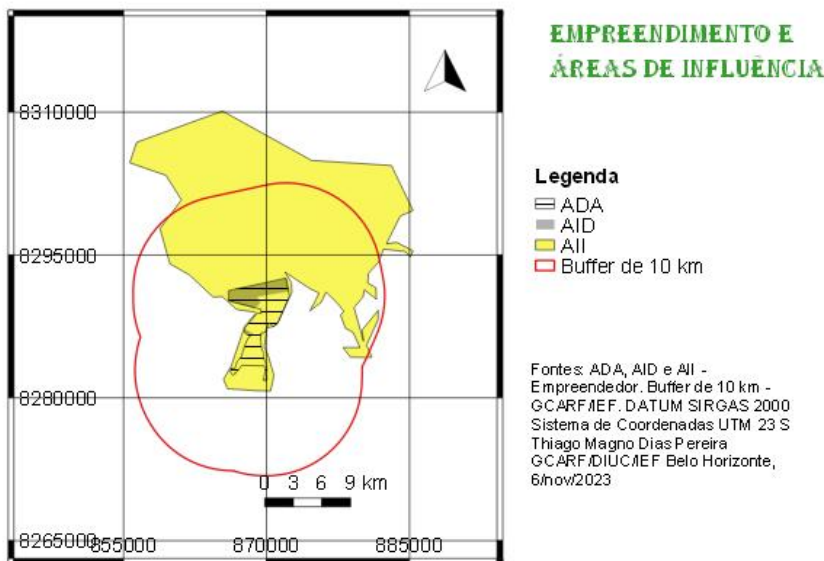 EMPREENDIMENTO E
ÁREAS DE INFLUÊNCIA
8310000
8295000
8280000
8265000
855000
870000
885000
0 3 6 9 km
Legenda
ADA
AID
AII
Buffer de 10 km
Fontes: ADA, AID e AII -
Empreendedor. Buffer de 10 km -
GCARF/IEF. DATUM SIRGAS 2000
Sistema de Coordenadas UTM 23 S
Thiago Magno Dias Pereira
GCARF/DIUC/IEF Belo Horizonte,
6/nov/2023